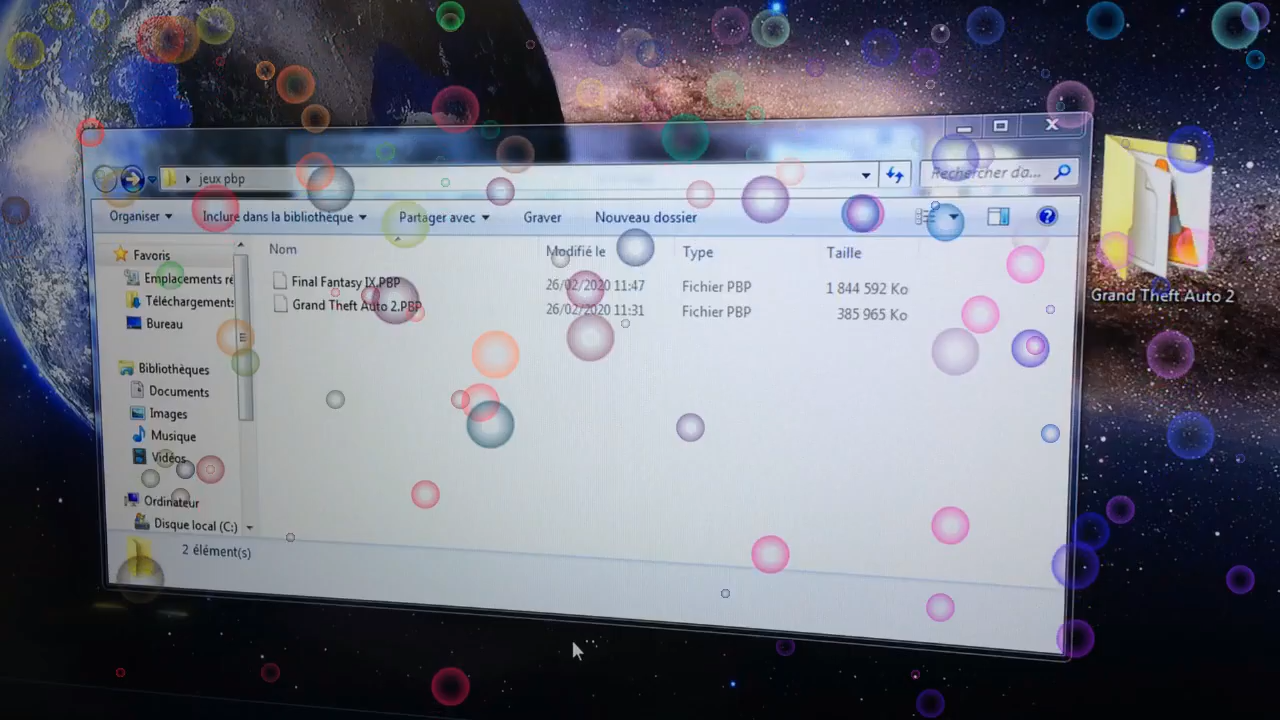 jeux pbp
Rechercher do...
Organiser
Inclure dans la bibliothèque
Partager avec
Graver
Nouveau dossier
Nom
Modifié le
Type
Taille
Final Fantasy IX.PBP
26/02/2020 11:47
Fichier PBP
1 844 592 Ko
Grand Theft Auto 2.PBP
26/02/2020 11:31
Fichier PBP
385 965 Ko
Favoris
Emplacements ré
Téléchargements
Bureau
Bibliothèques
Documents
Images
Musique
Vidéos
Ordinateur
Disque local (C:)
2 élément(s)
Grand Theft Auto 2